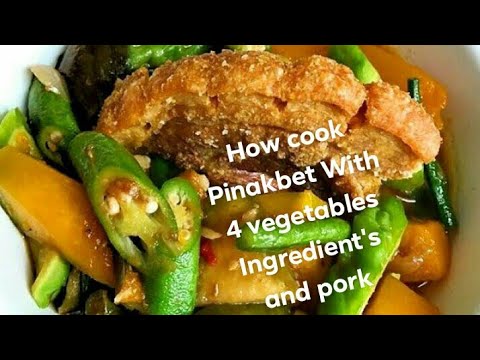 How cook
Pinakbet With
4 vegetables
Ingredient's
and pork